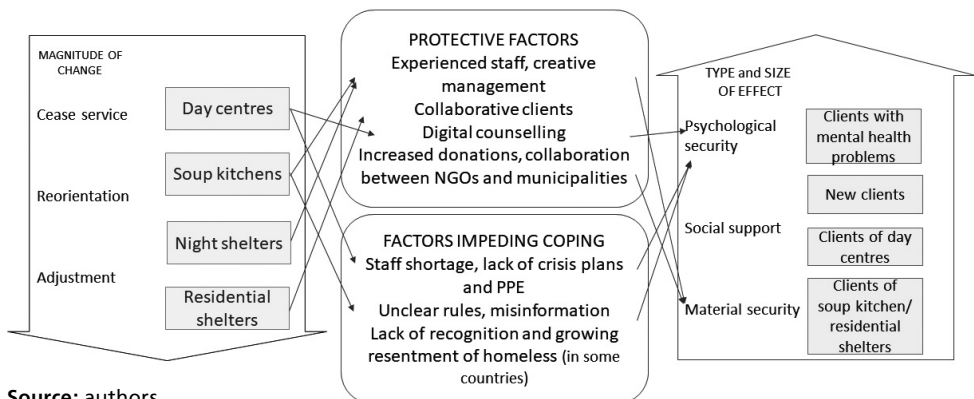 MAGNITUDE OF
CHANGE
Cease service
Reorientation
Adjustment
Day centres
Soup kitchens
Night shelters
Residential
shelters
PROTECTIVE FACTORS
Experienced staff, creative
management
Collaborative clients
Digital counselling
Increased donations, collaboration
between NGOs and municipalities
FACTORS IMPEDING COPING
Staff shortage, lack of crisis plans
and PPE
Unclear rules, misinformation
Lack of recognition and growing
resentment of homeless (in some
countries)
TYPE and SIZE
OF EFFECT
Psychological
security
Social support
Material security
Clients with
mental health
problems
New clients
Clients of day
centres
Clients of
soup kitchen/
residential
shelters
Source: authors